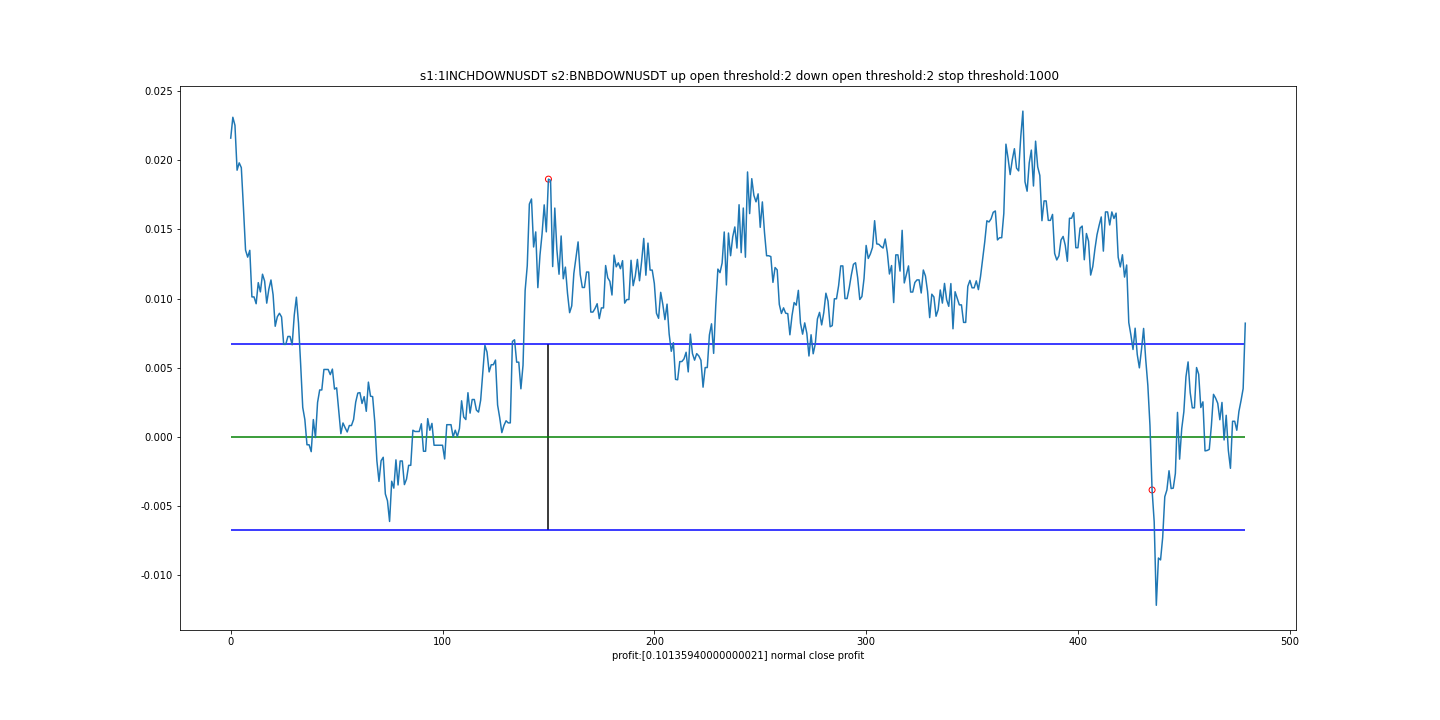 s1:1INCHDOWNUSDT s2:BNBDOWNUSDT up open threshold:2 down open threshold:2 stop threshold:1000
0.025
0.020
0.015
0.010
0.005
0.000
-0.005
-0.010
0 100 200 300 400 500
profit:[0.10135940000000021] normal close profit